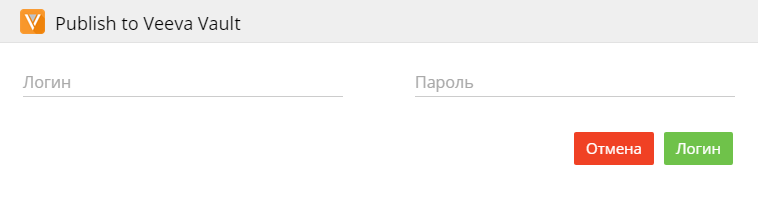 Publish to Veeva Vault
Логин Пароль
Отмена Логин